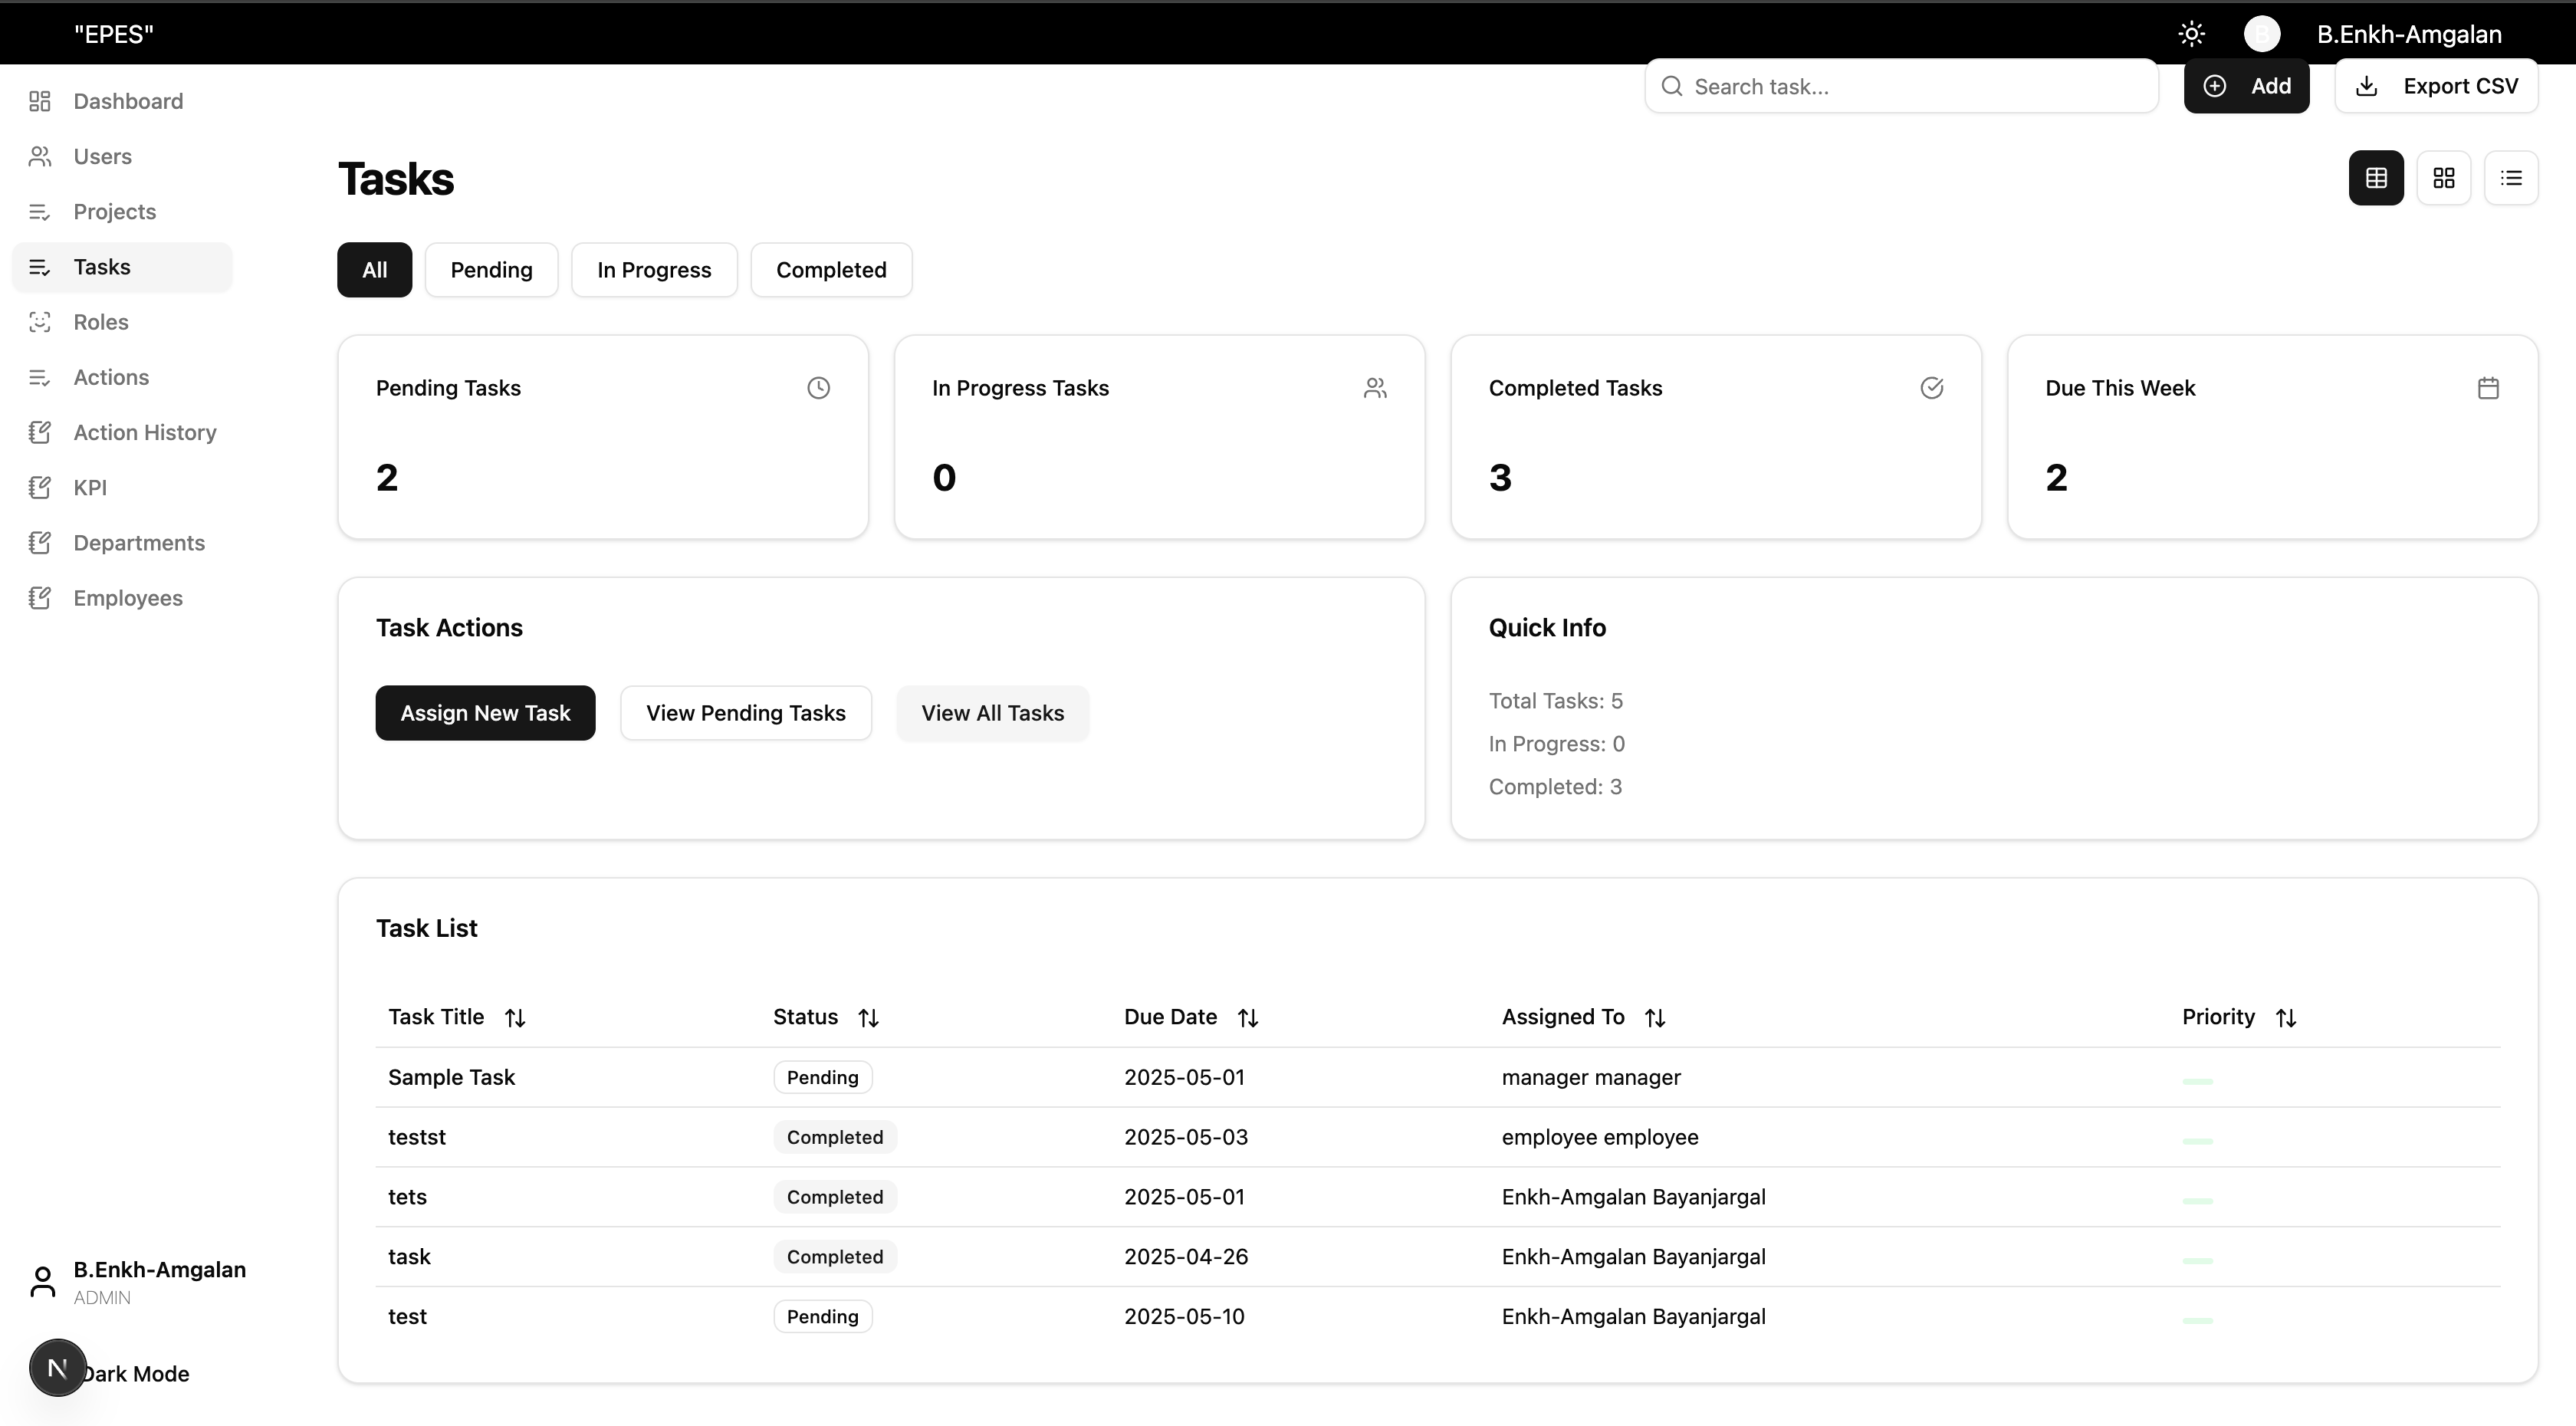 "EPES"
B
B.Enkh-Amgalan
Dashboard
Users
Projects
Tasks
Roles
Actions
Action History
KPI
Departments
Employees
B.Enkh-Amgalan
ADMIN
N
Dark Mode
Search task...
Add
Export CSV
Tasks
All Pending In Progress Completed
Pending Tasks
2
In Progress Tasks
0
Completed Tasks
3
Due This Week
2
Task Actions
Assign New Task View Pending Tasks View All Tasks
Quick Info
Total Tasks: 5
In Progress: 0
Completed: 3
Task List
Task Title Status Due Date Assigned To Priority
Sample Task Pending 2025-05-01 manager manager
testst Completed 2025-05-03 employee employee
tets Completed 2025-05-01 Enkh-Amgalan Bayanjargal
task Completed 2025-04-26 Enkh-Amgalan Bayanjargal
test Pending 2025-05-10 Enkh-Amgalan Bayanjargal